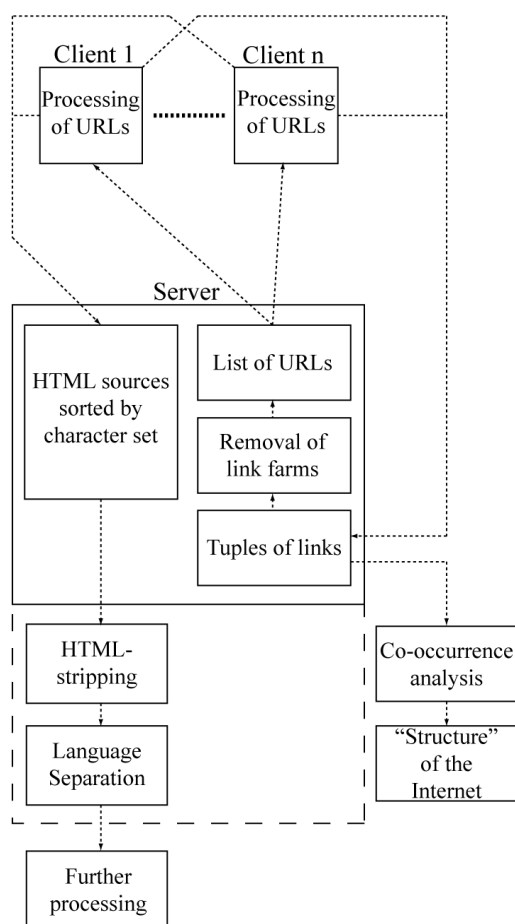 Client 1
Client n
Processing
of URLs
Processing
of URLs
Server
HTML sources
sorted by
character set
List of URLs
Removal of
link farms
Tuples of links
HTML-
stripping
Co-occurrence
analysis
Language
Separation
“Structure”
of the
Internet
Further
processing